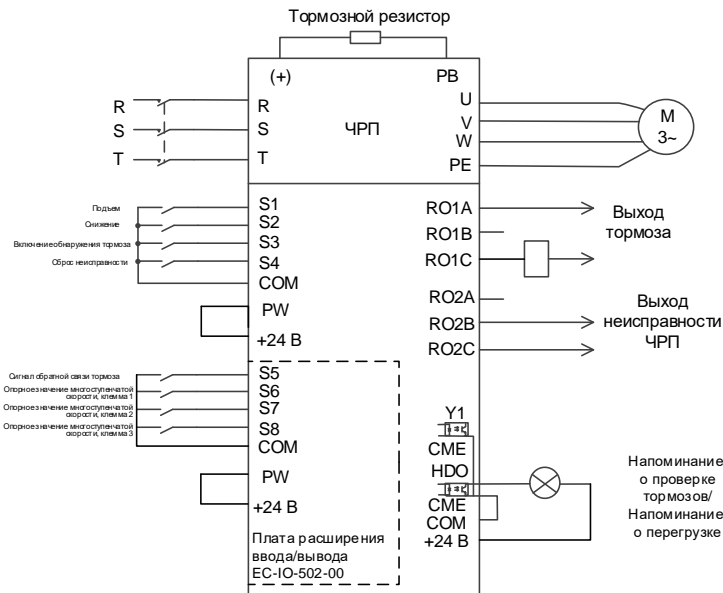 Тормозной резистор
(+)
PB
ЧРП
R
S
T
R
S
T
U
V
W
PE
M
3~
Подъем
Снижение
Включение обнаружения тормоза
Сброс неисправности
S1
S2
S3
S4
COM
PW
+24 В
RO1A
RO1B
RO1C
RO2A
RO2B
RO2C
Выход
тормоза
Выход
неисправности
ЧРП
Сигнал обратной связи тормоза
Опорное значение многоступенчатой
скорости, клемма 1
Опорное значение многоступенчатой
скорости, клемма 2
Опорное значение многоступенчатой
скорости, клемма 3
S5
S6
S7
S8
COM
PW
+24 В
Плата расширения
ввода/вывода
EC-IO-502-00
Y1
CME
HDO
CME
COM
+24 В
Напоминание
о проверке
тормозов/
Напоминание
о перегрузке